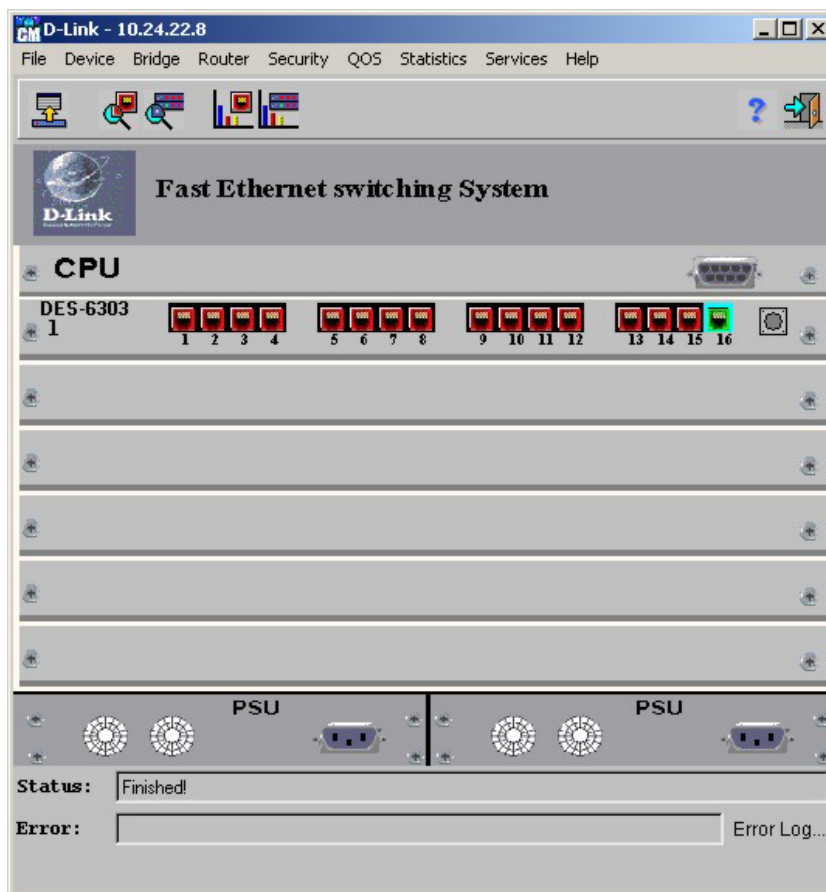 D-Link - 10.24.22.8
File Device Bridge Router Security QOS Statistics Services Help
?
D-Link
Fast Ethernet switching System
CPU
DES-6303
1
1 2 3 4 5 6 7 8 9 10 11 12 13 14 15 16
PSU PSU
Status: Finished!
Error: Error Log...